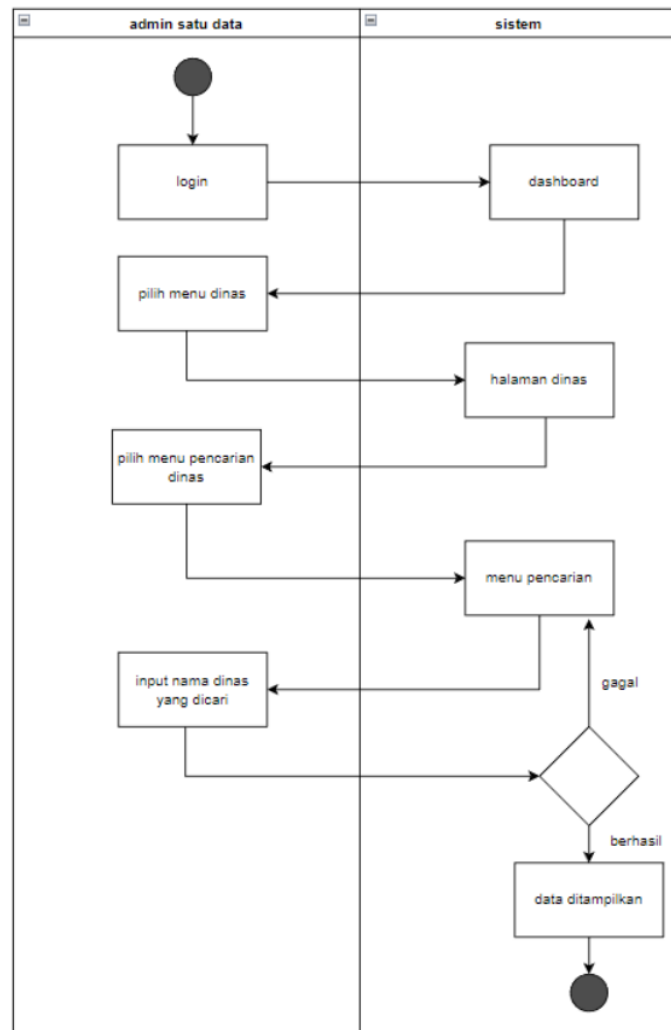 admin satu data
sistem
login
dashboard
pilih menu dinas
halaman dinas
pilih menu pencarian
dinas
menu pencarian
input nama dinas
yang dicari
gagal
berhasil
data ditampilkan